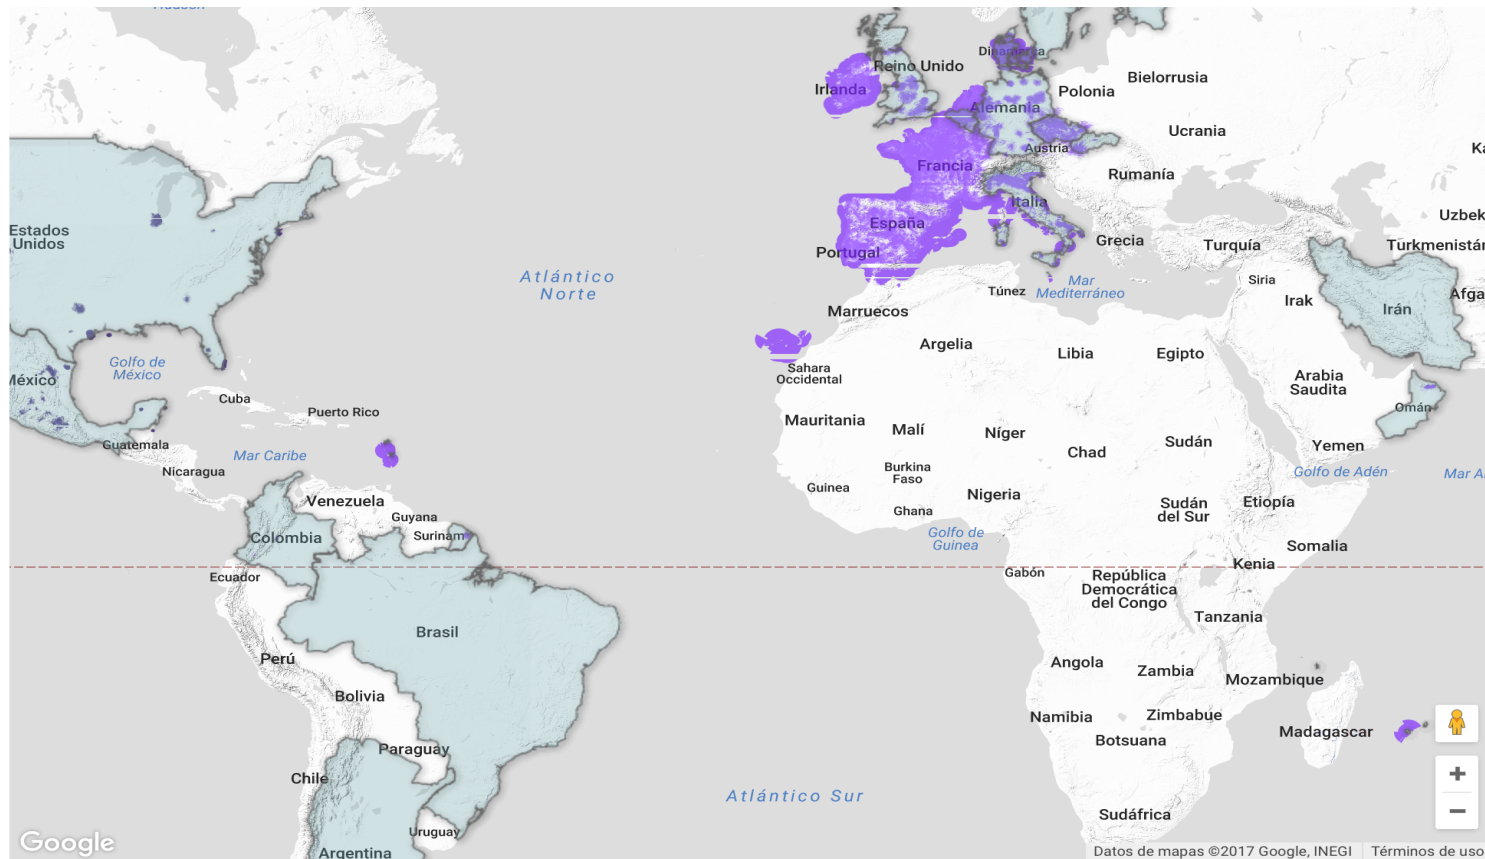 Hudson
Dinamarca
Reino Unido
Irlanda
Bielorrusia
Polonia
Alemania
Ucrania
Austria
Francia
Rumanía
Italia
España
Portugal
Grecia
Turquía
Uzbek
Türkmenistár
Estados
Unidos
Atlántico
Norte
Túnez
Mar
Mediterráneo
Siria
Irak
Afga
Irán
Marruecos
Argelia
Libia
Egipto
Golfo de
México
México
Sahara
Occidental
Arabia
Saudita
Cuba
Puerto Rico
Omán
Mauritania
Malí
Níger
Chad
Sudán
Yemen
Guatemala
Mar Caribe
Nicaragua
Burkina
Faso
Golfo de Adén
Mar A
Guinea
Nigeria
Venezuela
Guyana
Ghana
Sudán
del Sur
Etiopía
Surinam
Colombia
Golfo de
Guinea
Somalia
Kenia
Ecuador
Gabón
República
Democrática
del Congo
Tanzania
Brasil
Perú
Angola
Zambia
Mozambique
Bolivia
Namibia
Zimbabue
Madagascar
Botsuana
Paraguay
Chile
Atlántico Sur
Sudáfrica
Uruguay
Argentina
Google
Datos de mapas ©2017 Google, INEGI
Términos de uso